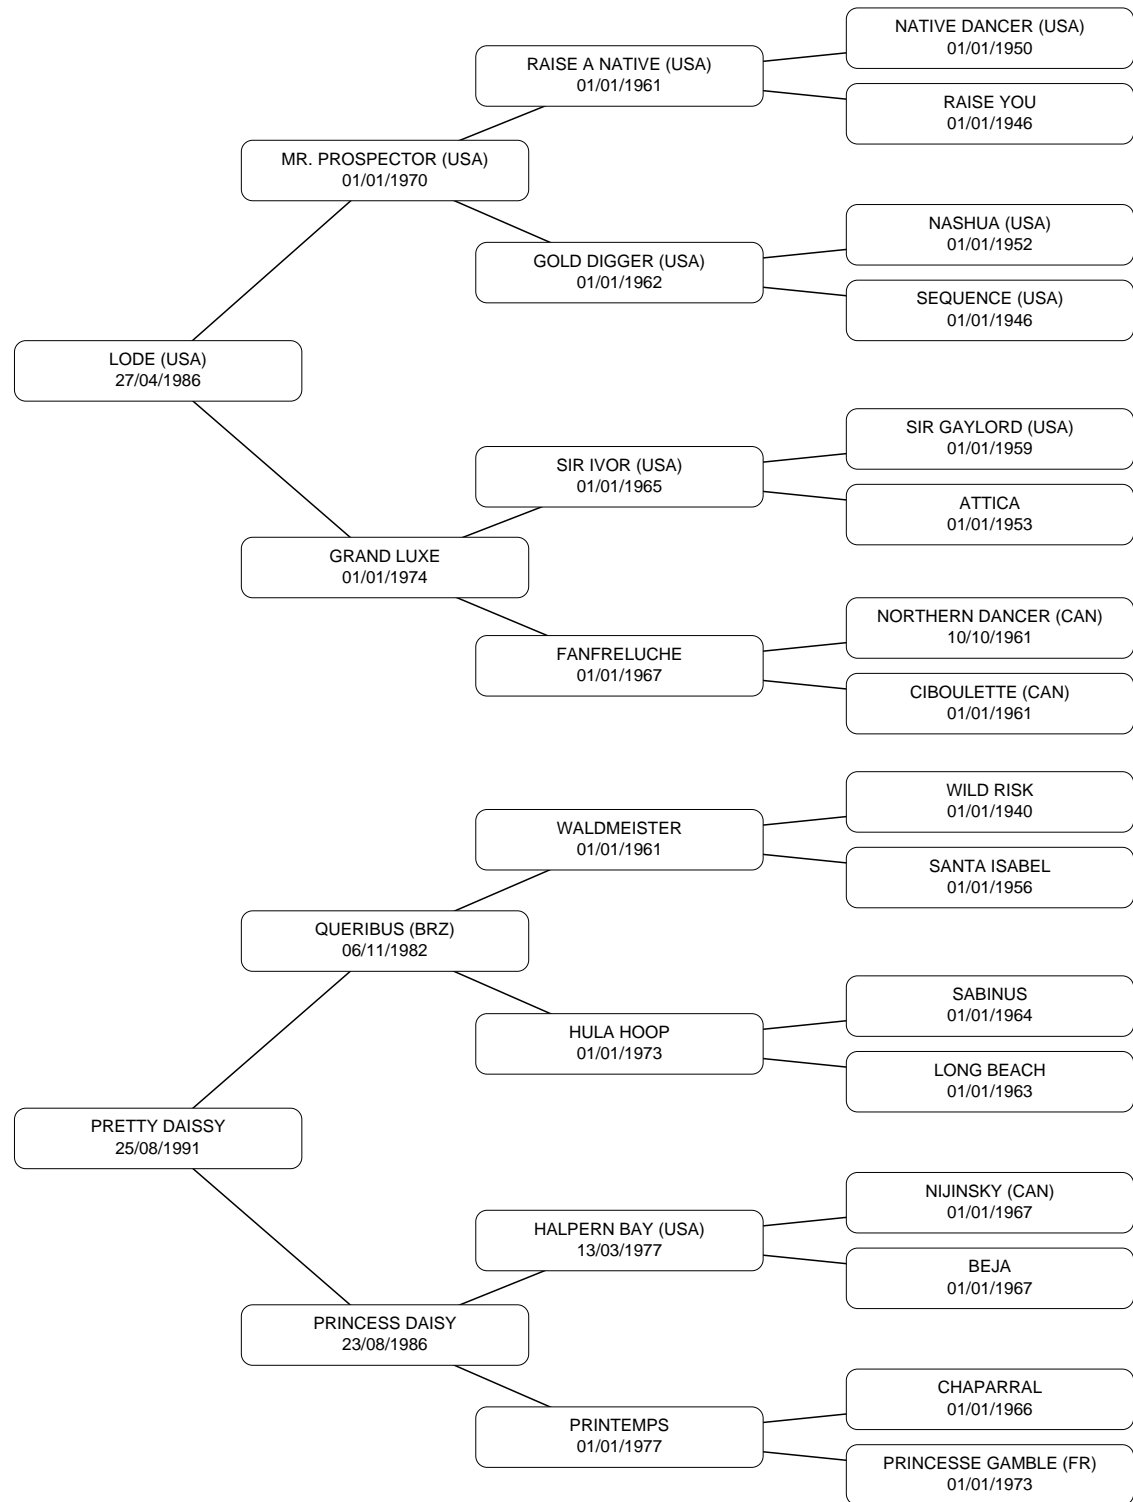 NATIVE DANCER (USA)
01/01/1950
RAISE A NATIVE (USA)
01/01/1961
RAISE YOU
01/01/1946
MR. PROSPECTOR (USA)
01/01/1970
NASHUA (USA)
01/01/1952
GOLD DIGGER (USA)
01/01/1962
SEQUENCE (USA)
01/01/1946
LODE (USA)
27/04/1986
SIR GAYLORD (USA)
01/01/1959
SIR IVOR (USA)
01/01/1965
ATTICA
01/01/1953
GRAND LUXE
01/01/1974
NORTHERN DANCER (CAN)
10/10/1961
FANFRELUCHE
01/01/1967
CIBOULETTE (CAN)
01/01/1961
WILD RISK
01/01/1940
WALDMEISTER
01/01/1961
SANTA ISABEL
01/01/1956
QUERIBUS (BRZ)
06/11/1982
SABINUS
01/01/1964
HULA HOOP
01/01/1973
LONG BEACH
01/01/1963
PRETTY DAISSY
25/08/1991
NIJINSKY (CAN)
01/01/1967
HALPERN BAY (USA)
13/03/1977
BEJA
01/01/1967
PRINCESS DAISY
23/08/1986
CHAPARRAL
01/01/1966
PRINTEMPS
01/01/1977
PRINCESSE GAMBLE (FR)
01/01/1973